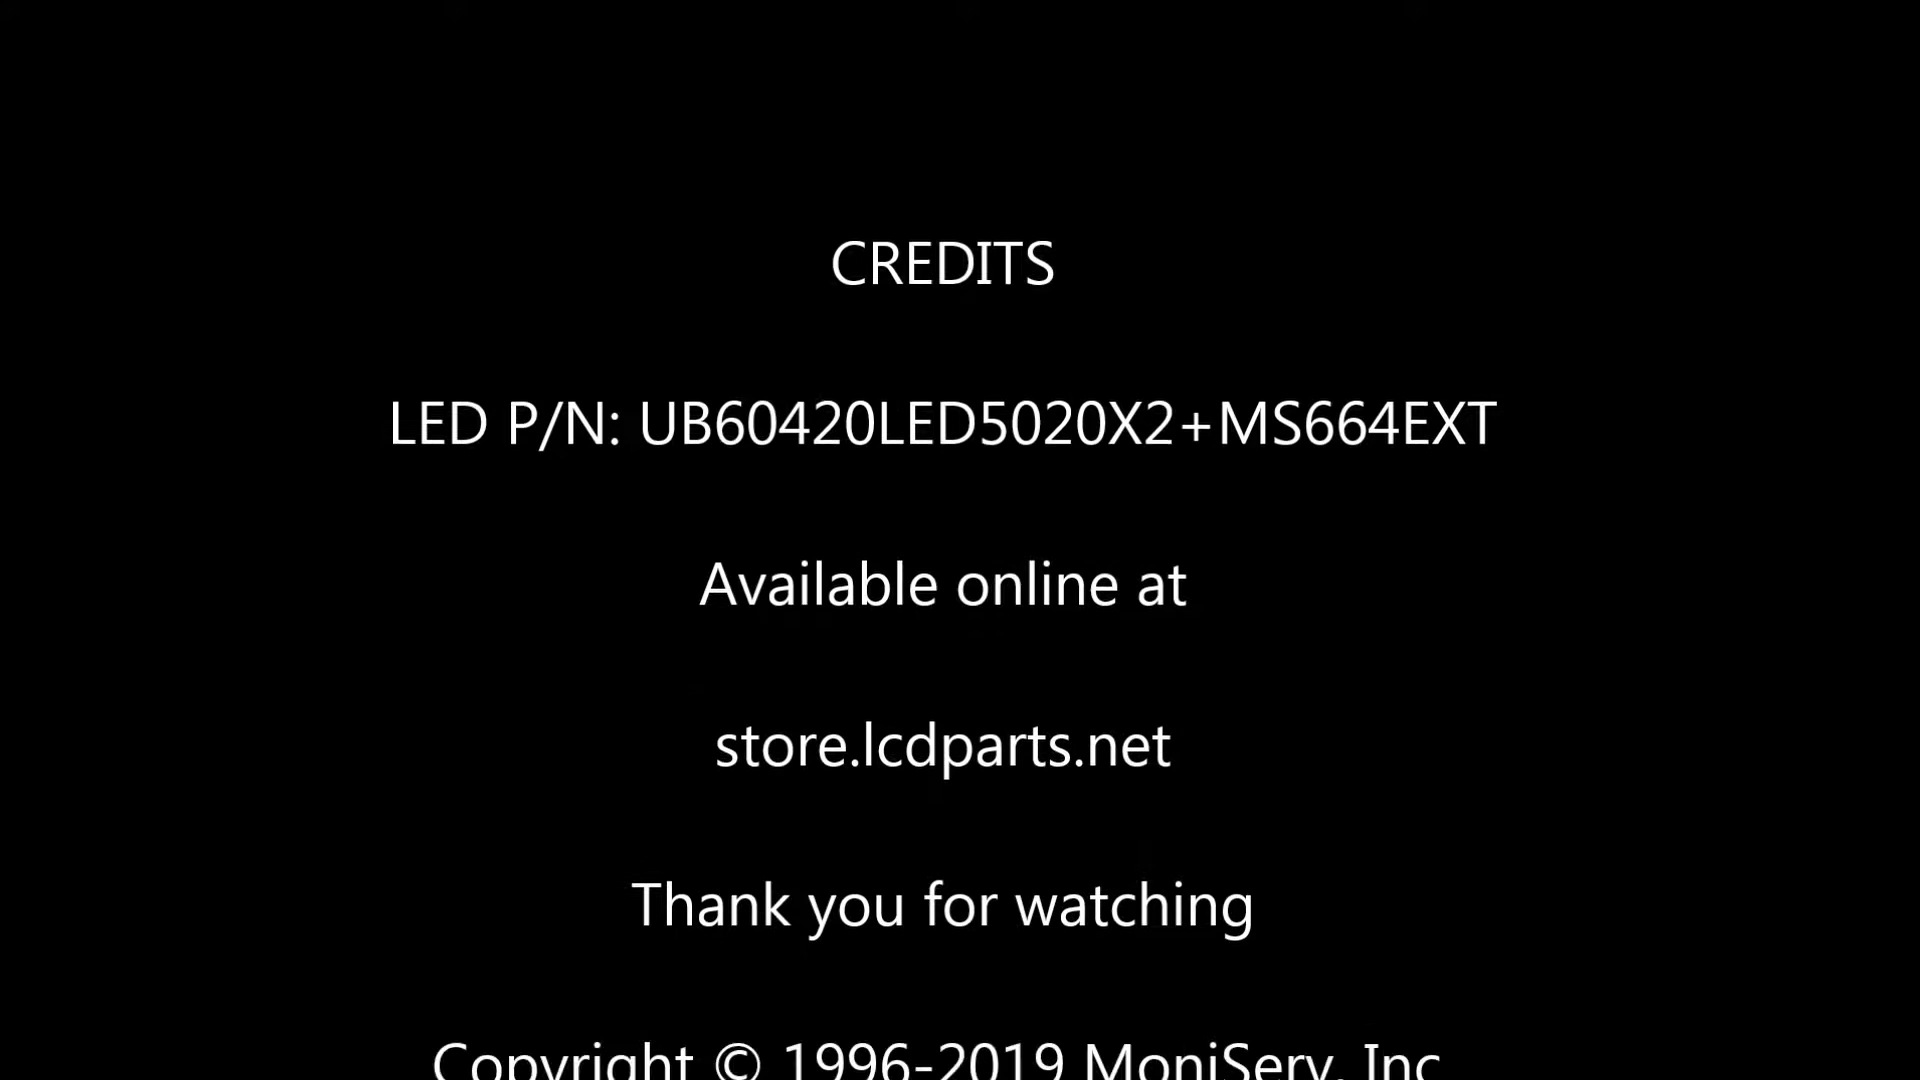 CREDITS
LED P/N: UB60420LED5020X2+MS664EXT
Available online at
store.lcdparts.net
Thank you for watching
Copyright © 1996-2019 MoniServ, Inc